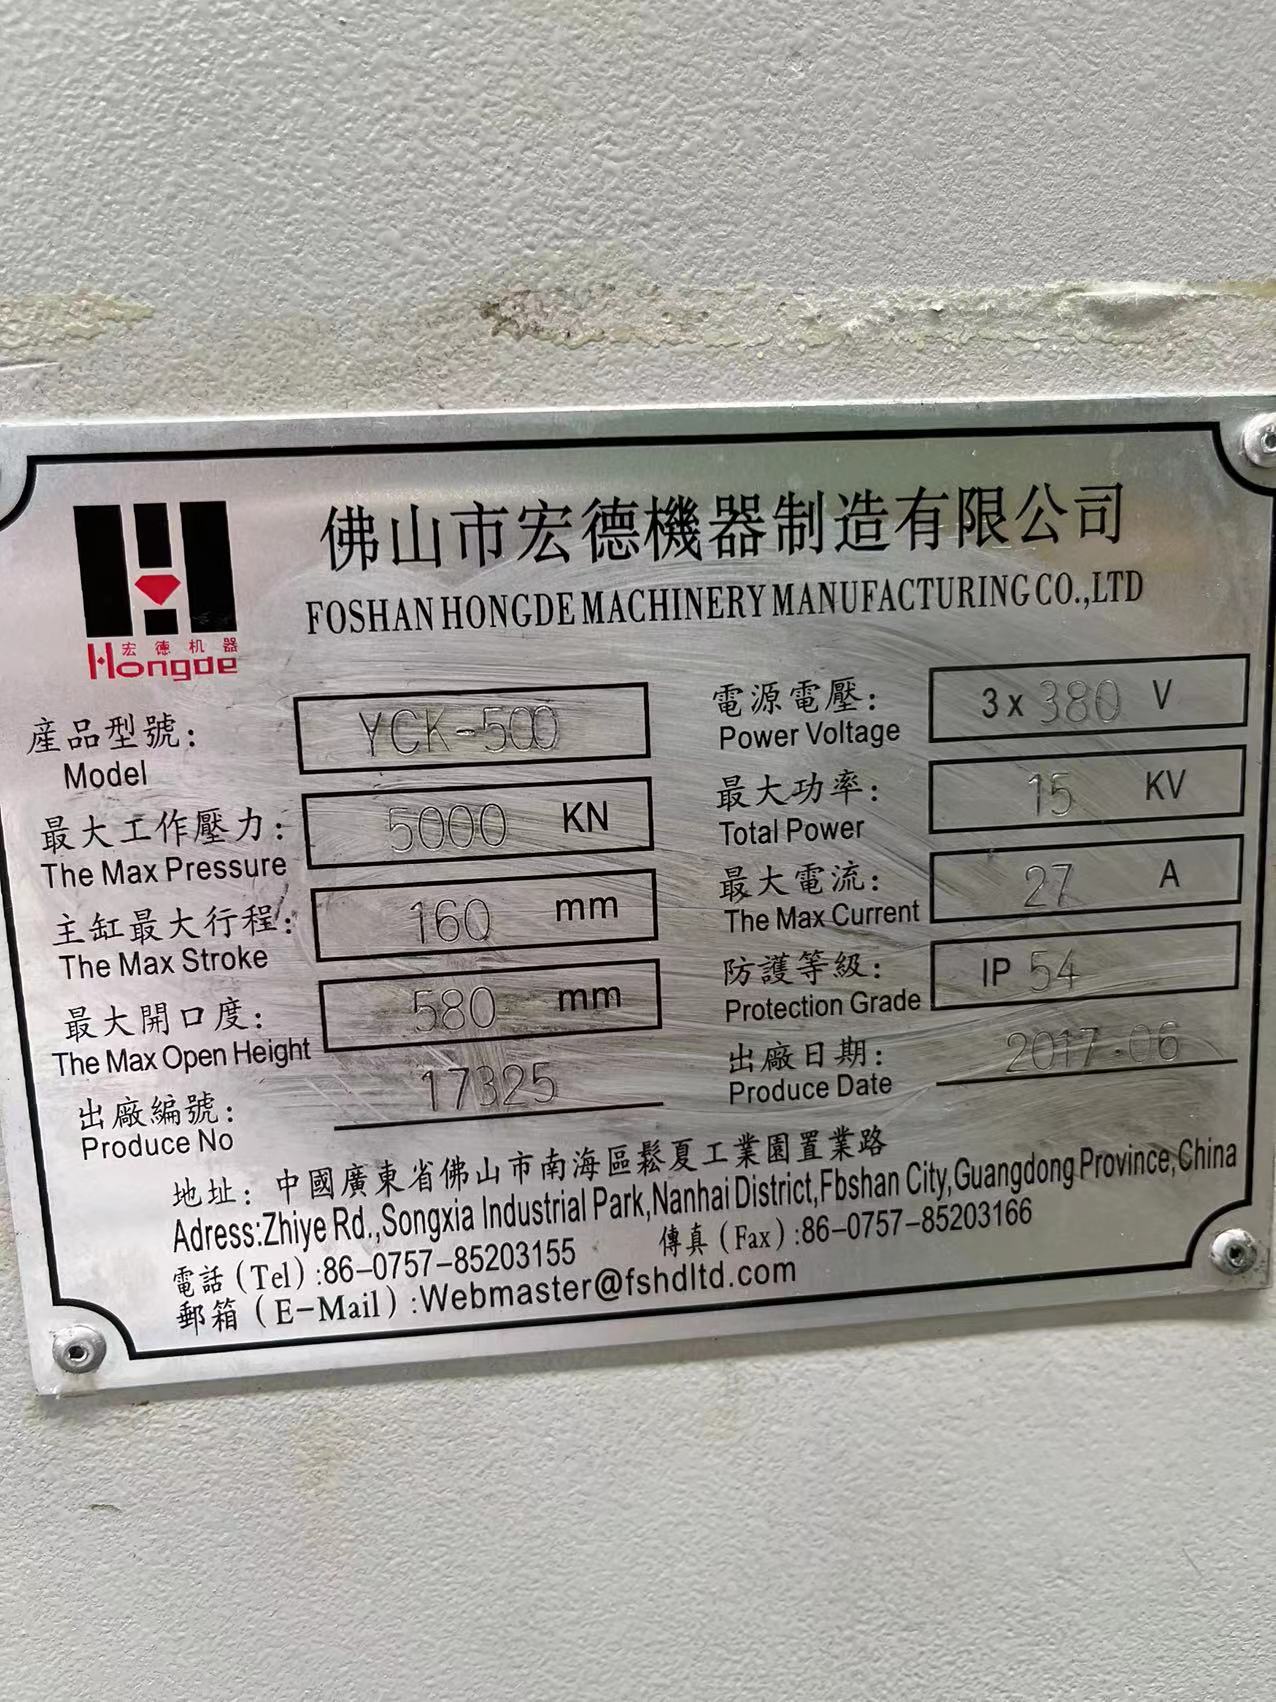 佛山市宏德機器制造有限公司
FOSHAN HONGDE MACHINERY MANUFACTURING CO.,LTD
宏德机器
Hongde
產品型號: YCK-500
Model
最大工作壓力: 5000 KN
The Max Pressure
主缸最大行程: 160 mm
The Max Stroke
最大開口度: 580 mm
The Max Open Height
出廠編號: 17325
Produce No
電源電壓: 3 x 380 V
Power Voltage
最大功率: 15 KV
Total Power
最大電流: 27 A
The Max Current
防護等級: IP 54
Protection Grade
出廠日期: 2017.06
Produce Date
地址: 中國廣東省佛山市南海區鬆夏工業園置業路
Adress:Zhiye Rd.,Songxia Industrial Park,Nanhai District,Fbshan City,Guangdong Province,China
電話(Tel):86-0757-85203155 傳真(Fax):86-0757-85203166
郵箱(E-Mail):Webmaster@fshdltd.com